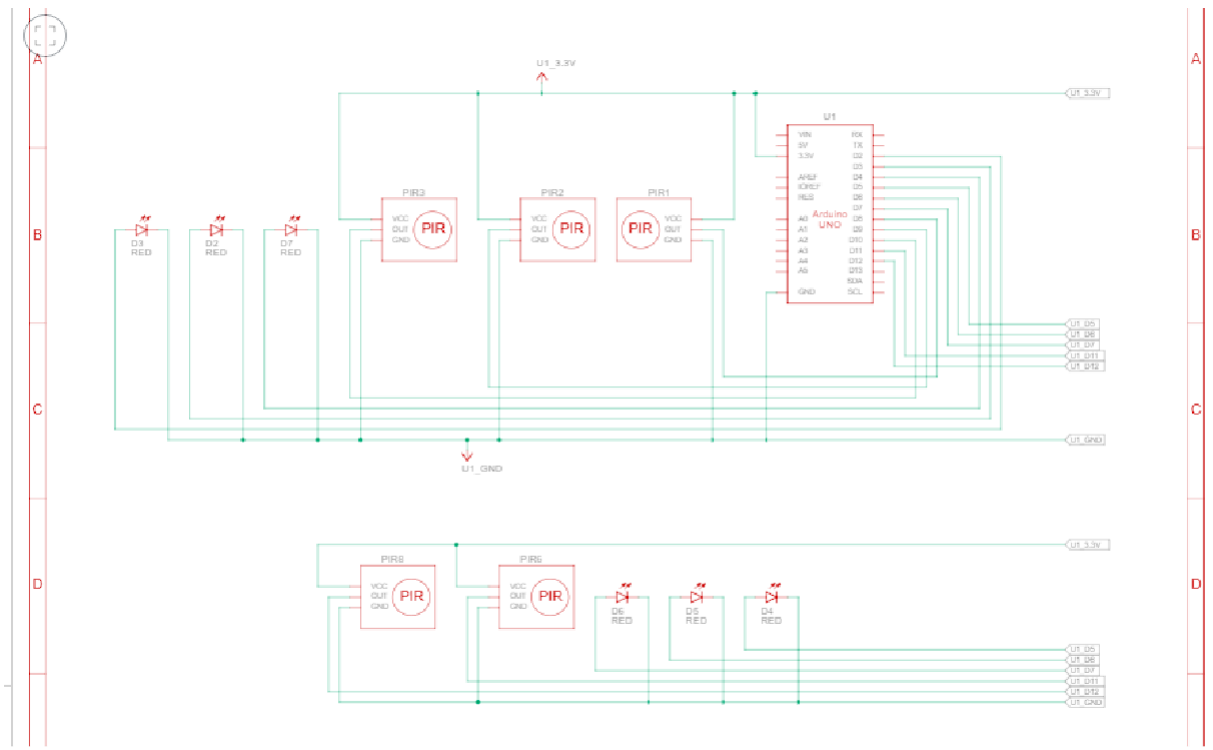 A
A
U1_3.3V
U1_3.3V
U1
VIN
RX
5V
TX
3.3V
D2
D3
AREF
D4
IOREF
D5
RES
D6
D7
A0
D8
A1
D9
A2
D10
A3
D11
A4
D12
A5
D13
SDA
GND
SCL
Arduino
UNO
PIR3
VCC
OUT
GND
PIR
PIR2
VCC
OUT
GND
PIR
PIR1
VCC
OUT
GND
PIR
B
B
D3
RED
D2
RED
D7
RED
U1_D5
U1_D6
U1_D7
U1_D11
U1_D12
C
C
U1_GND
U1_GND
U1_3.3V
D
D
VCC
OUT
GND
PIR
VCC
OUT
GND
PIR
D6
RED
D5
RED
D4
RED
U1_D5
U1_D6
U1_D7
U1_D11
U1_D12
U1_GND